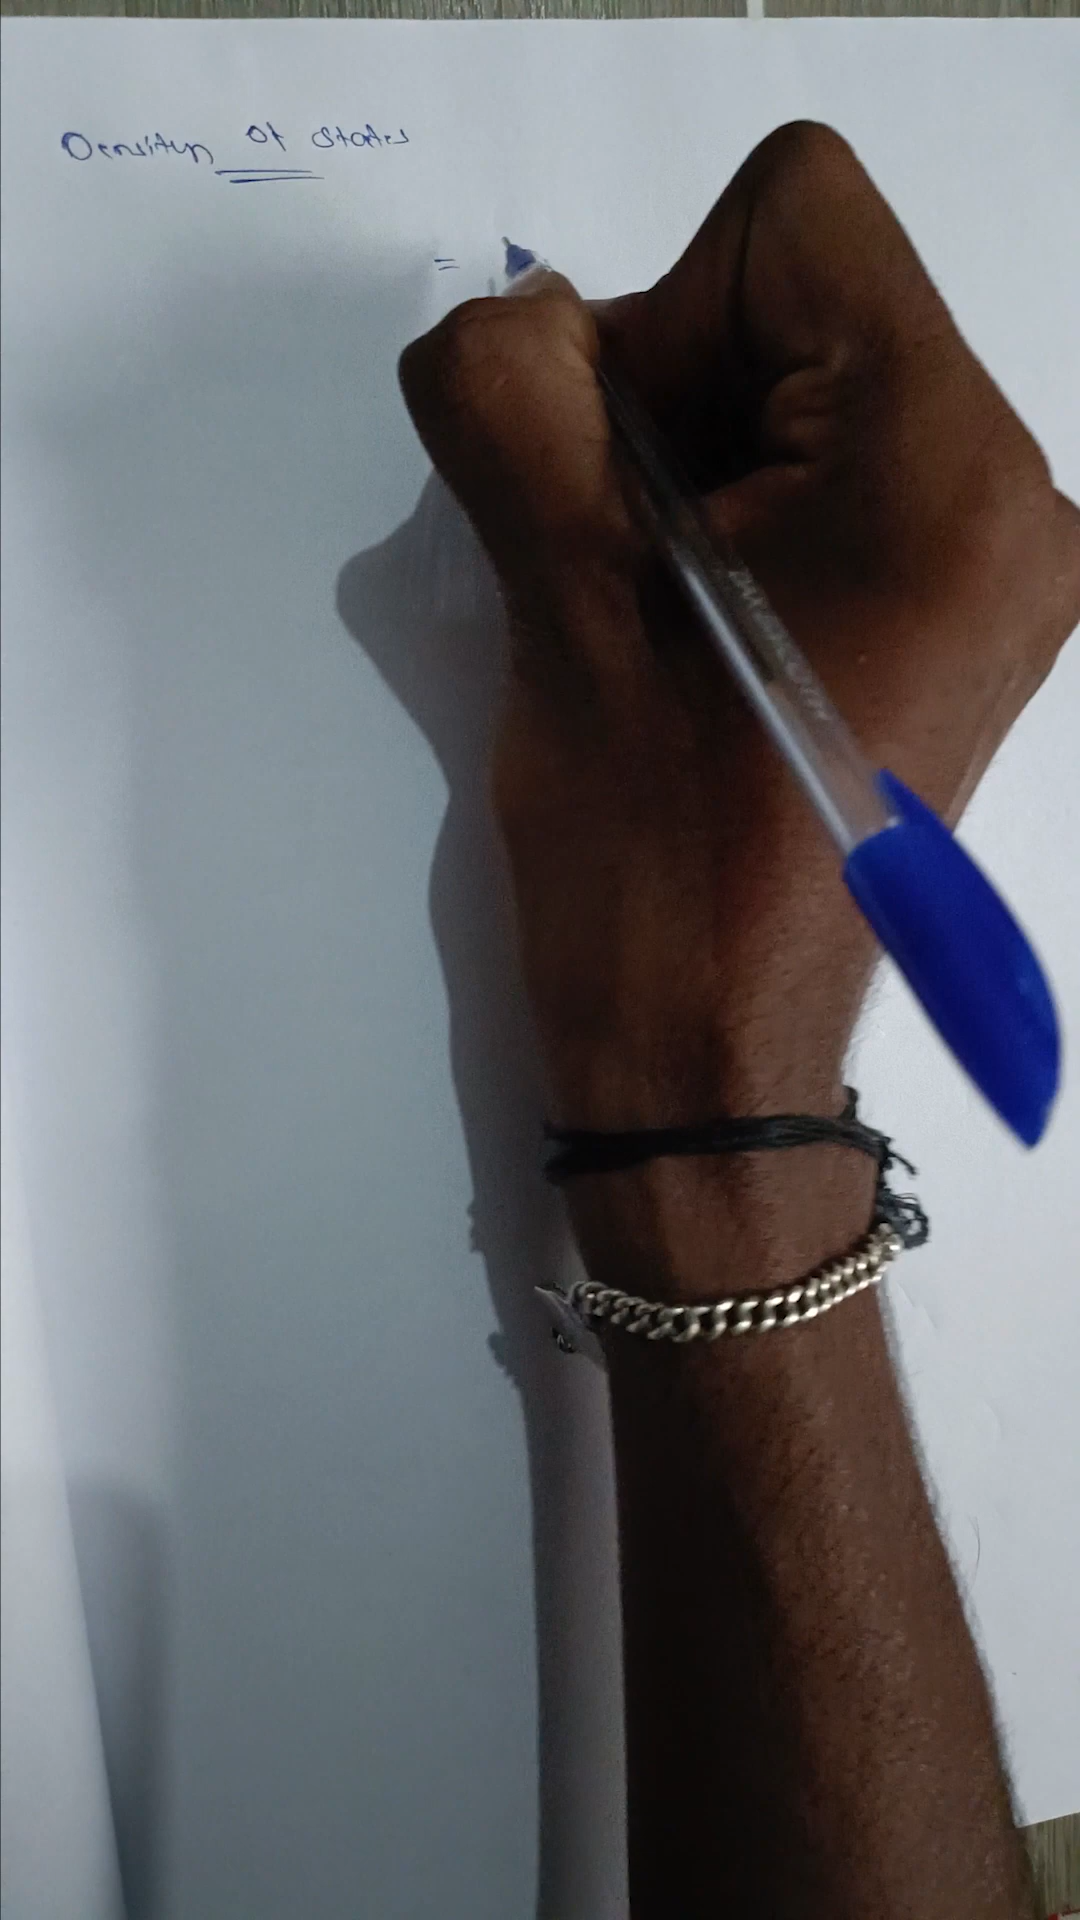 Density of states
=